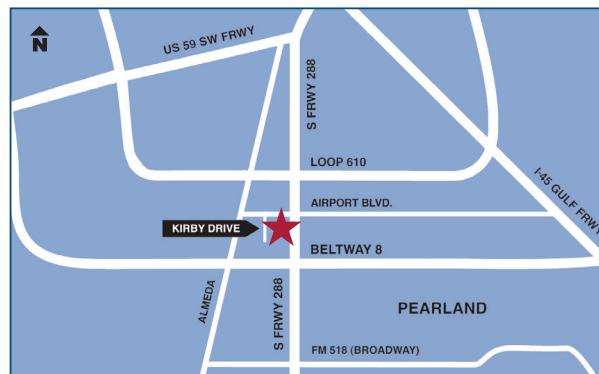 N
US 59 SW FRWY
S FRWY 288
LOOP 610
I-45 GULF FRWY
AIRPORT BLVD.
KIRBY DRIVE
BELTWAY 8
ALMEDA
S FRWY 288
PEARLAND
FM 518 (BROADWAY)